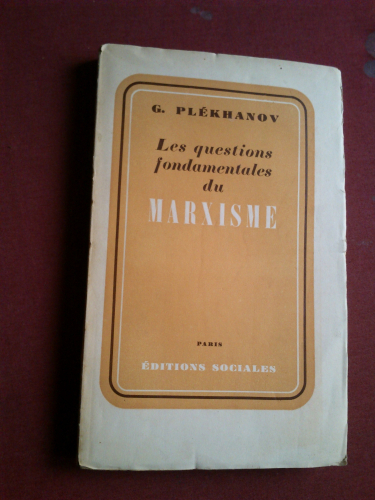 G. PLÉKHANOV
Les questions
fondamentales
du
MARXISME
PARIS
ÉDITIONS SOCIALES